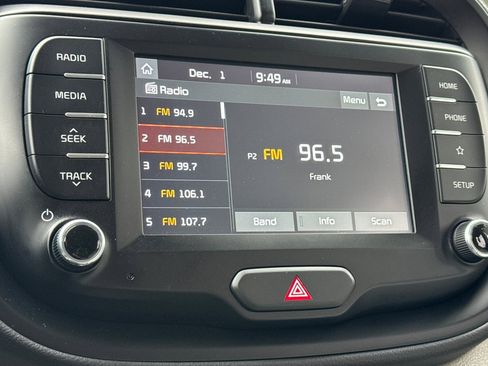 RADIO
MEDIA
SEEK
TRACK
Dec. 1 9:49 AM
Radio
Menu
1 FM 94.9
2 FM 96.5
3 FM 99.7
4 FM 106.1
5 FM 107.7
P2 FM 96.5
Frank
Band Info Scan
HOME
PHONE
SETUP